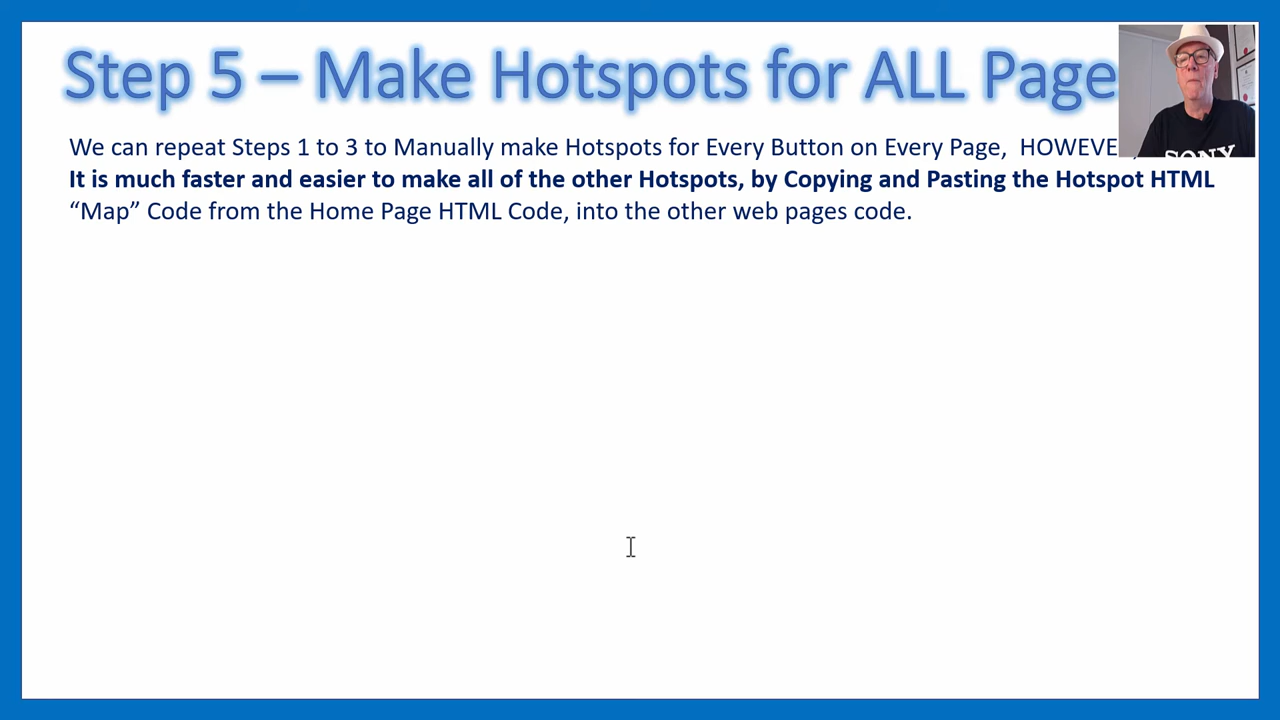 Step 5 – Make Hotspots for ALL Page
We can repeat Steps 1 to 3 to Manually make Hotspots for Every Button on Every Page, HOWEVE
It is much faster and easier to make all of the other Hotspots, by Copying and Pasting the Hotspot HTML
“Map” Code from the Home Page HTML Code, into the other web pages code.
SONY